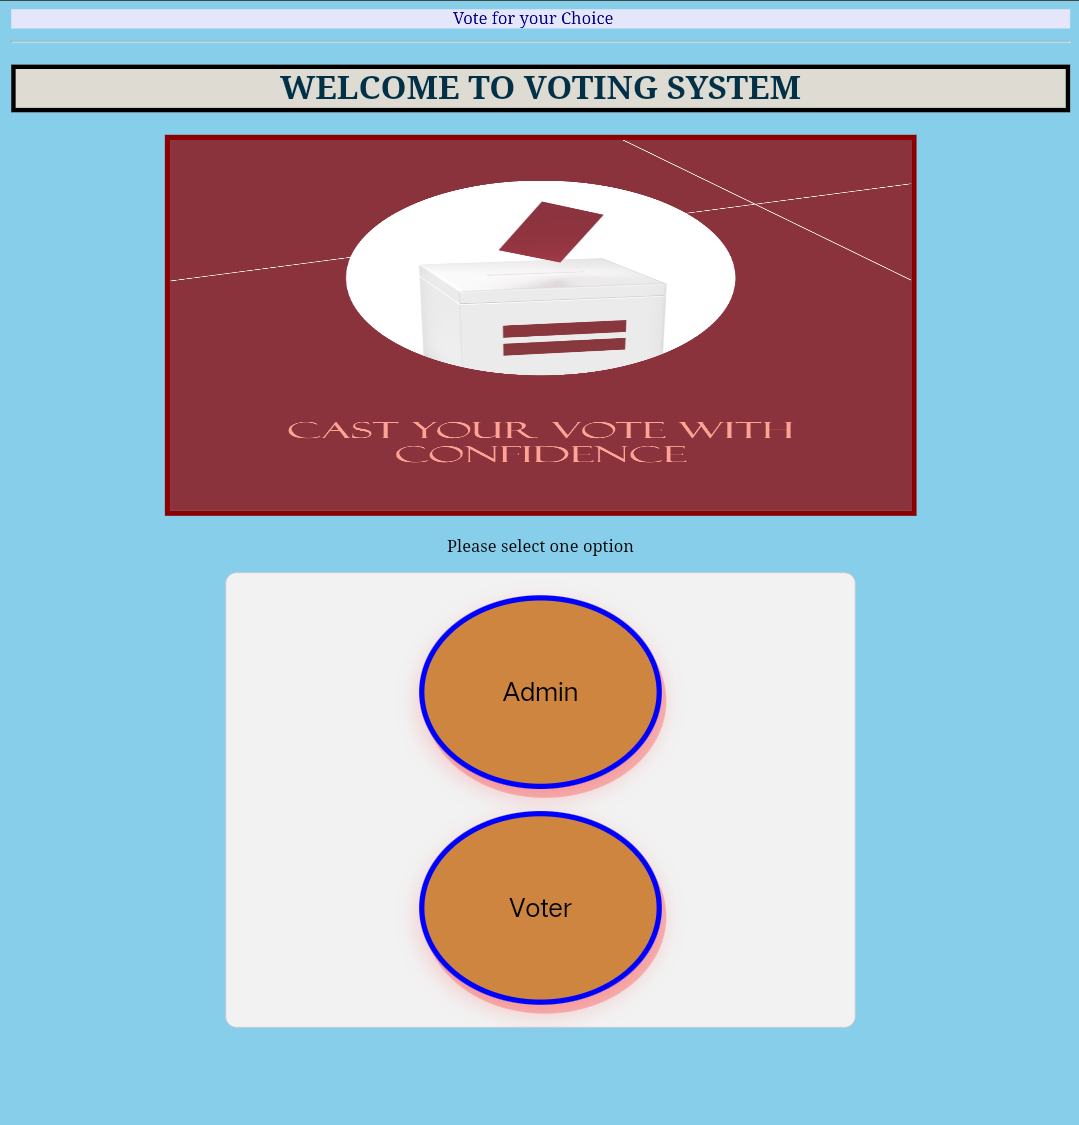 Vote for your Choice
WELCOME TO VOTING SYSTEM
CAST YOUR VOTE WITH
CONFIDENCE
Please select one option
Admin
Voter